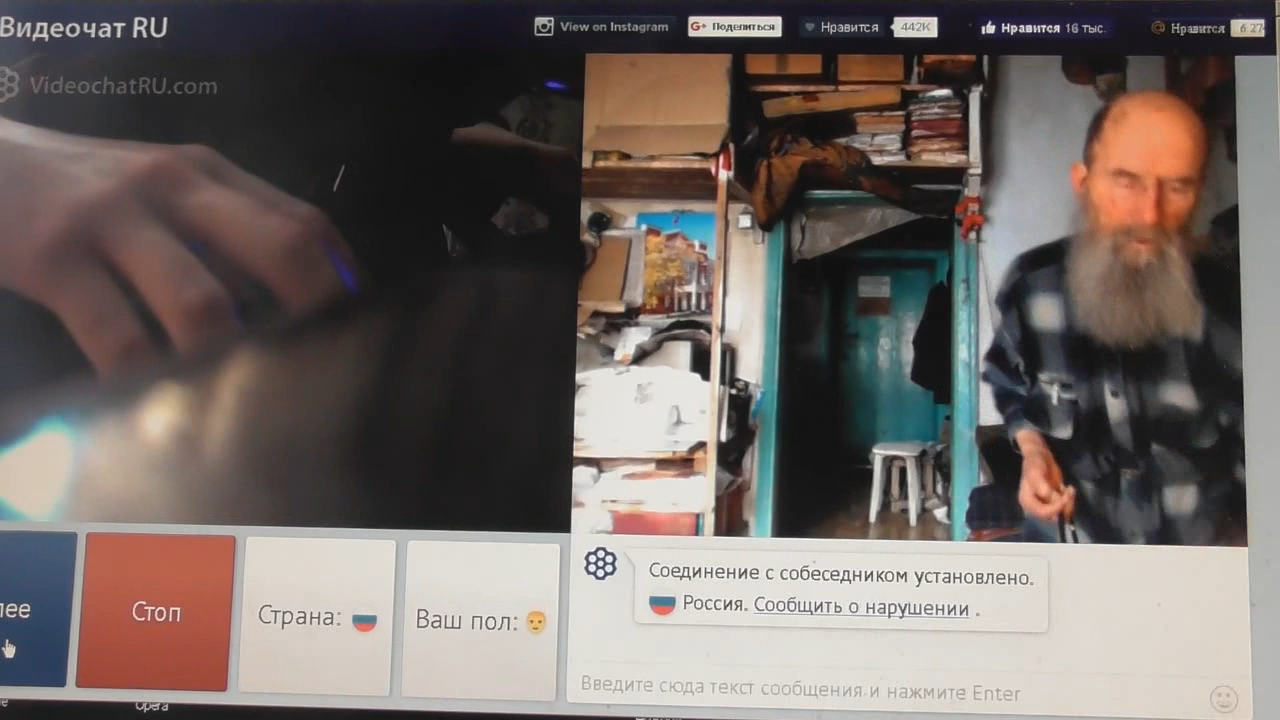 Видеочат RU
View on Instagram
G+ Поделиться
Нравится 442K
Нравится 16 тыс.
Нравится
VideochatRU.com
Стоп
Страна:
Ваш пол:
Соединение с собеседником установлено.
Россия. Сообщить о нарушении .
Введите сюда текст сообщения и нажмите Enter
Opera